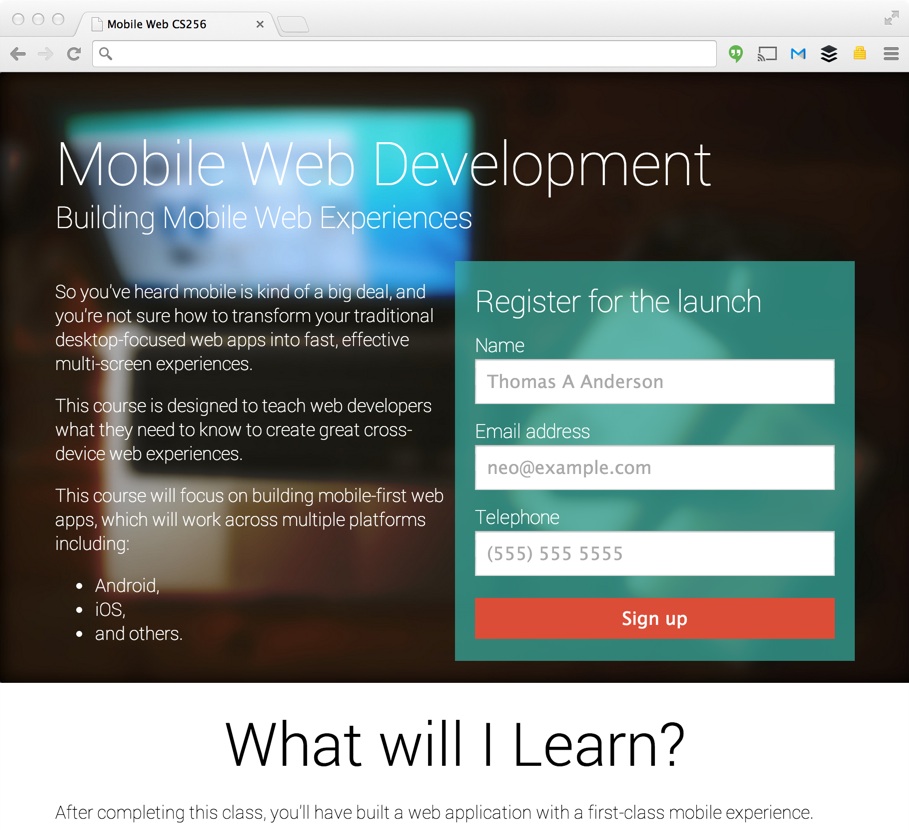 Mobile Web CS256
Mobile Web Development
Building Mobile Web Experiences
So you've heard mobile is kind of a big deal, and
you're not sure how to transform your traditional
desktop-focused web apps into fast, effective
multi-screen experiences.
This course is designed to teach web developers
what they need to know to create great cross-
device web experiences.
This course will focus on building mobile-first web
apps, which will work across multiple platforms
including:
• Android,
• iOS,
• and others.
Register for the launch
Name
Thomas A Anderson
Email address
neo@example.com
Telephone
(555) 555 5555
Sign up
What will I Learn?
After completing this class, you'll have built a web application with a first-class mobile experience.